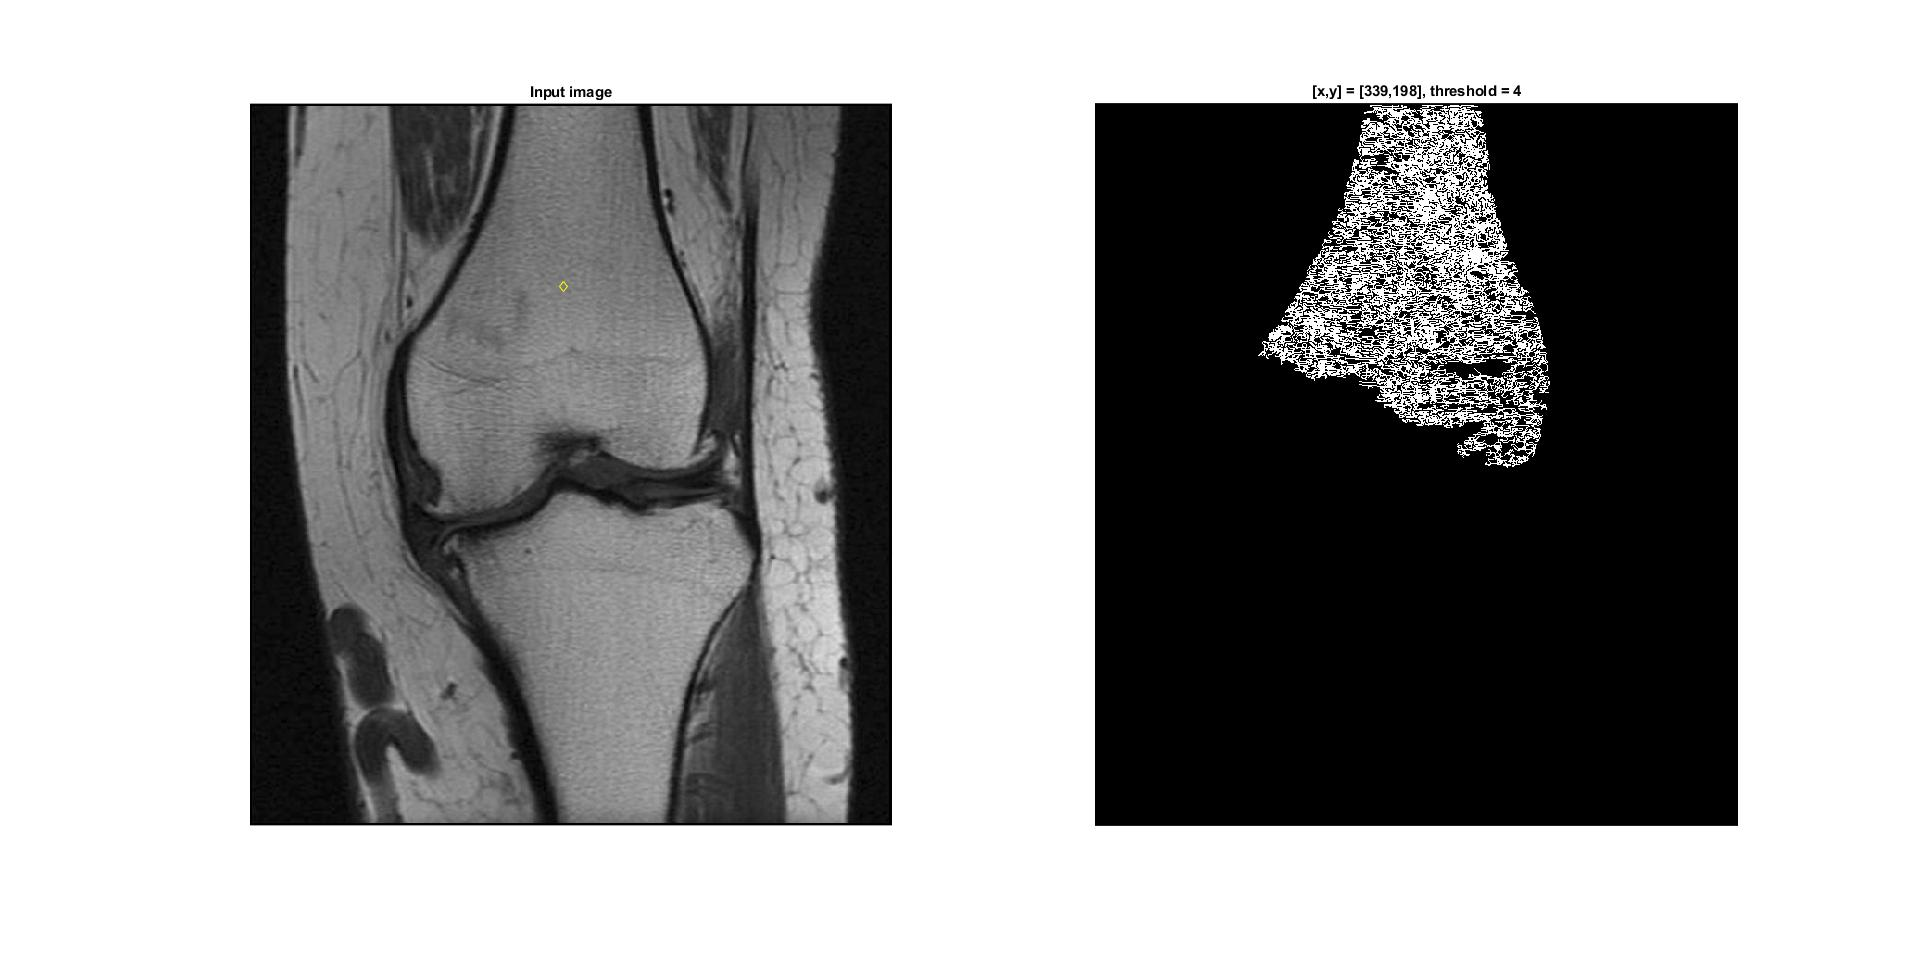 Input image
[x,y] = [339,198], threshold = 4